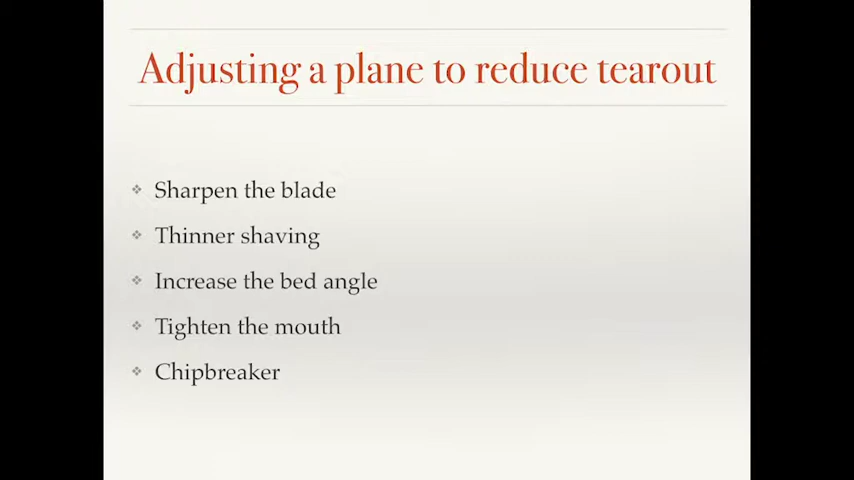 Adjusting a plane to reduce tearout
Sharpen the blade
Thinner shaving
Increase the bed angle
Tighten the mouth
Chipbreaker